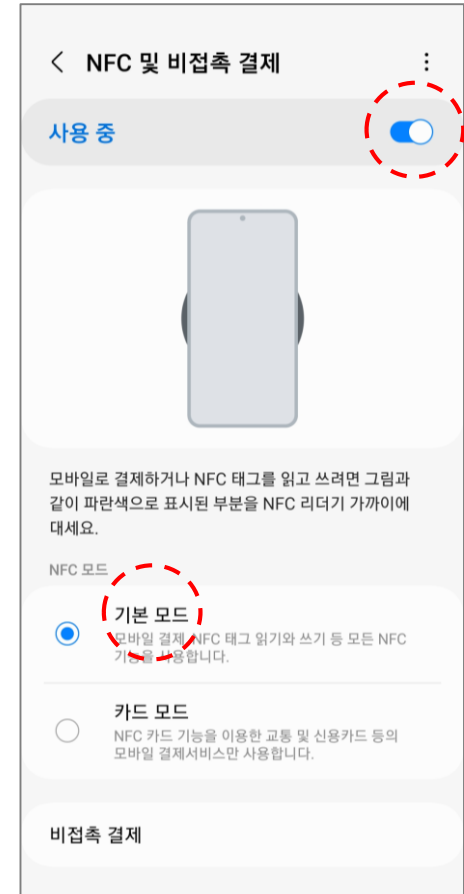 NFC 및 비접촉 결제
사용 중
모바일로 결제하거나 NFC 태그를 읽고 쓰려면 그림과
같이 파란색으로 표시된 부분을 NFC 리더기 가까이에
대세요.
NFC 모드
기본 모드
모바일 결제, NFC 태그 읽기와 쓰기 등 모든 NFC
기능을 사용합니다.
카드 모드
NFC 카드 기능을 이용한 교통 및 신용카드 등의
모바일 결제서비스만 사용합니다.
비접촉 결제